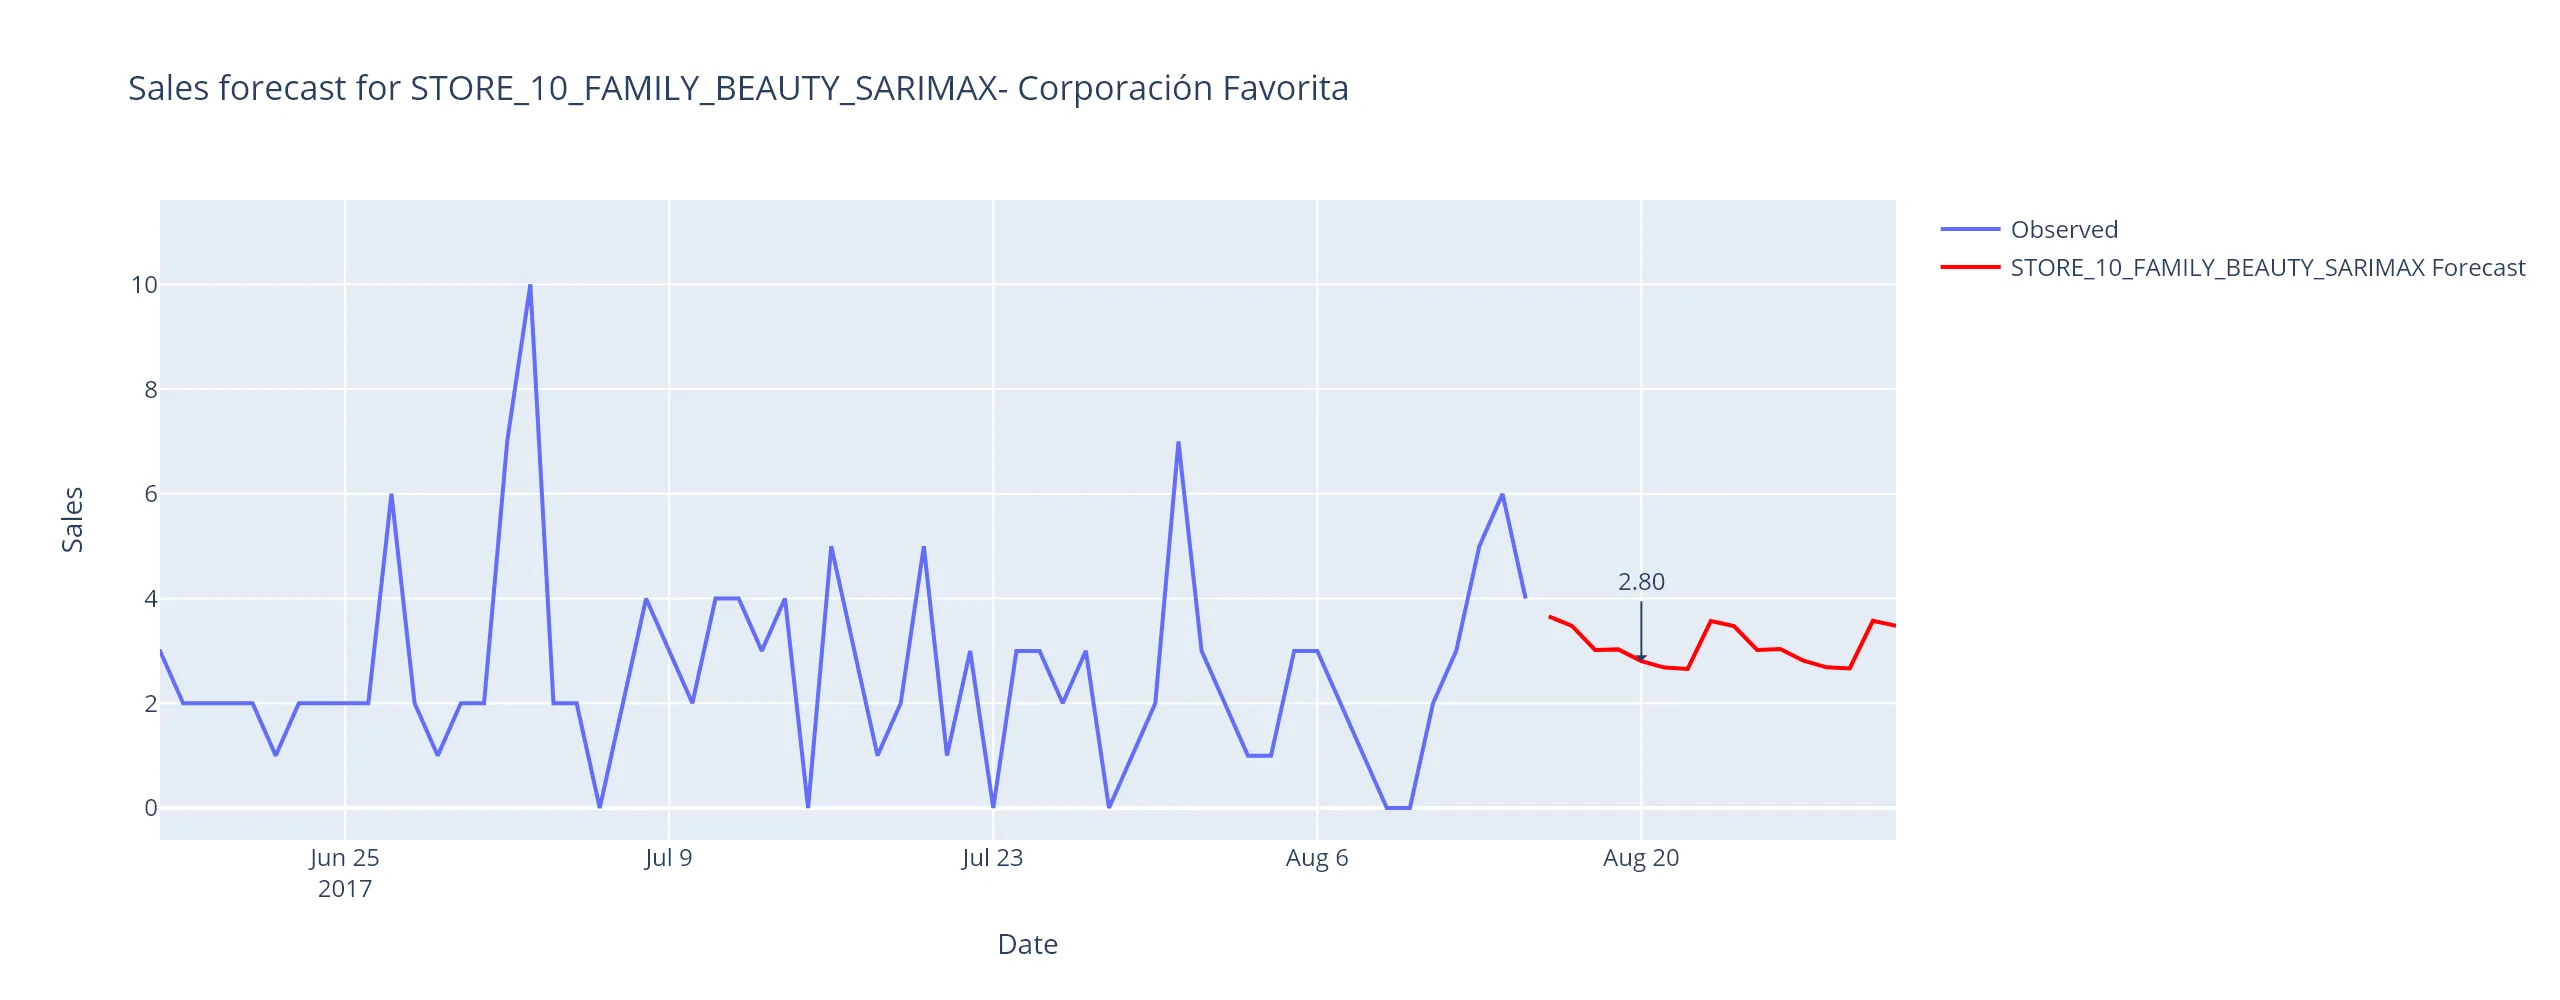 Sales forecast for STORE_10_FAMILY_BEAUTY_SARIMAX- Corporación Favorita
Observed
STORE_10_FAMILY_BEAUTY_SARIMAX Forecast
10
8
6
4
2
0
Sales
2.80
Jun 25
2017
Jul 9
Jul 23
Aug 6
Aug 20
Date